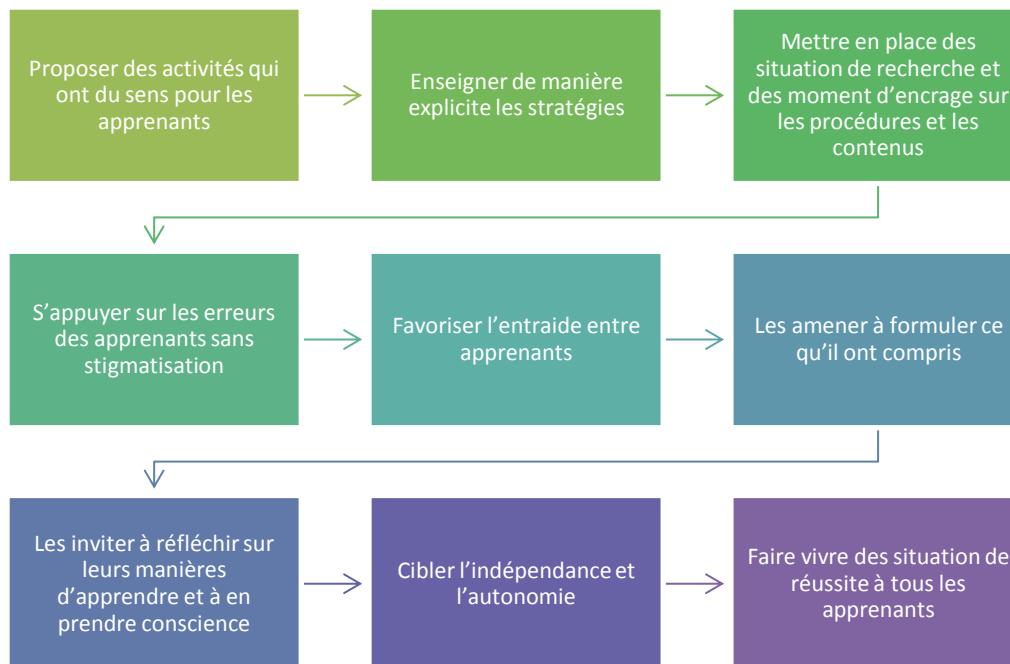 Proposer des activités qui
ont du sens pour les
apprenants
Enseigner de manière
explicite les stratégies
Mettre en place des
situation de recherche et
des moment d'encrage sur
les procédures et les
contenus
S'appuyer sur les erreurs
des apprenants sans
stigmatisation
Favoriser l'entraide entre
apprenants
Les amener à formuler ce
qu'il ont compris
Les inviter à réfléchir sur
leurs manières
d'apprendre et à en
prendre conscience
Cibler l'indépendance et
l'autonomie
Faire vivre des situation de
réussite à tous les
apprenants